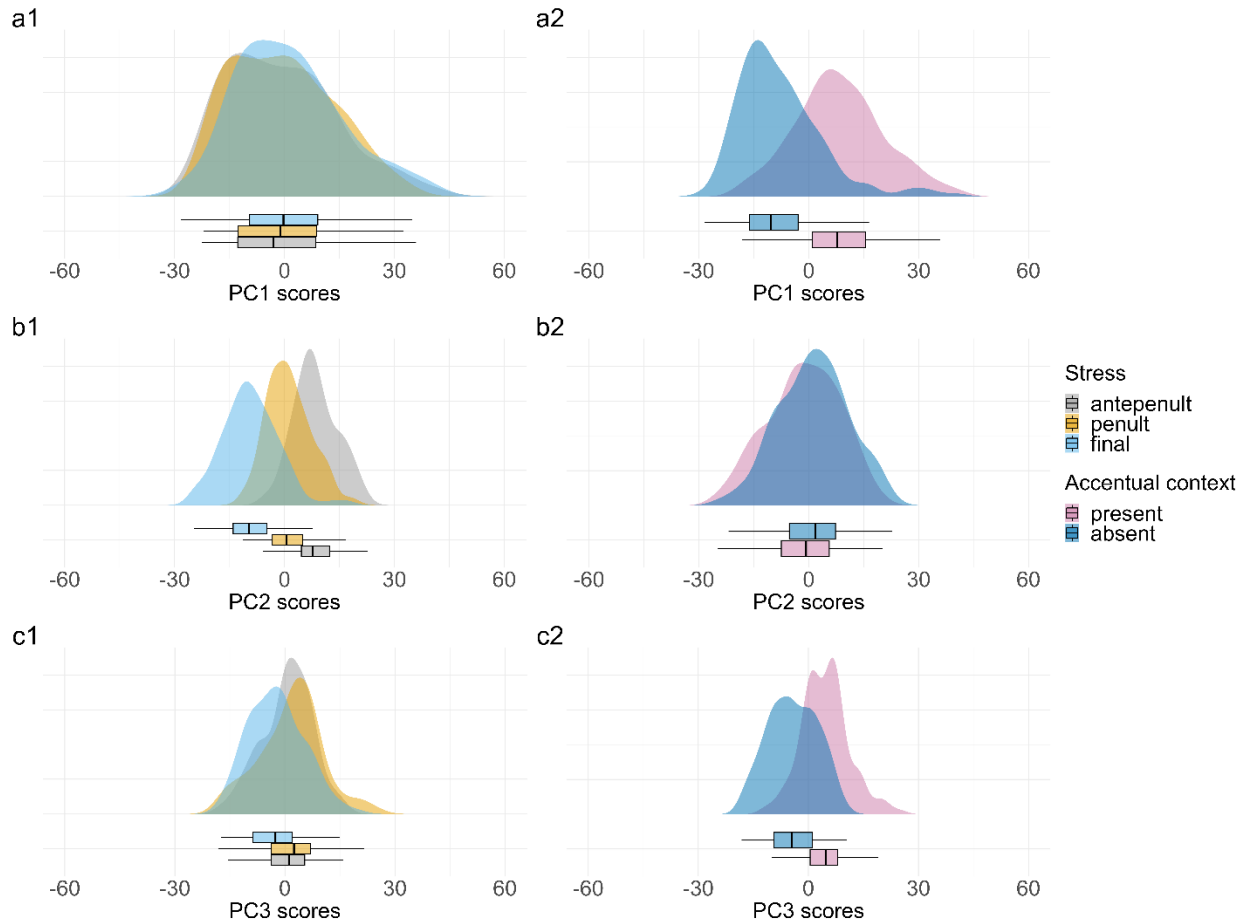 a1
a2
-60 -30 0 30 60
PC1 scores
-60 -30 0 30 60
PC1 scores
b1
b2
-60 -30 0 30 60
PC2 scores
-60 -30 0 30 60
PC2 scores
Stress
antepenult
penult
final
Accentual context
present
absent
c1
c2
-60 -30 0 30 60
PC3 scores
-60 -30 0 30 60
PC3 scores